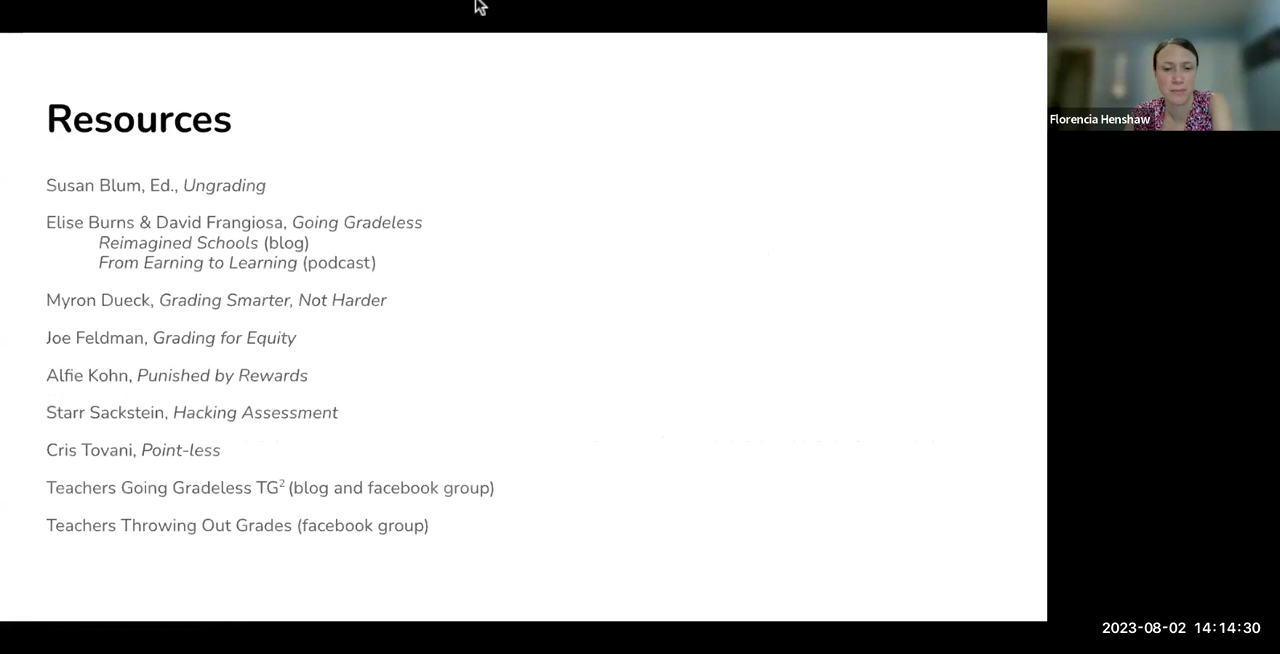 Resources
Susan Blum, Ed., Ungrading
Elise Burns & David Frangiosa, Going Gradeless
Reimagined Schools (blog)
From Earning to Learning (podcast)
Myron Dueck, Grading Smarter, Not Harder
Joe Feldman, Grading for Equity
Alfie Kohn, Punished by Rewards
Starr Sackstein, Hacking Assessment
Cris Tovani, Point-less
Teachers Going Gradeless TG² (blog and facebook group)
Teachers Throwing Out Grades (facebook group)
Florencia Henshaw
2023-08-02 14:14:30